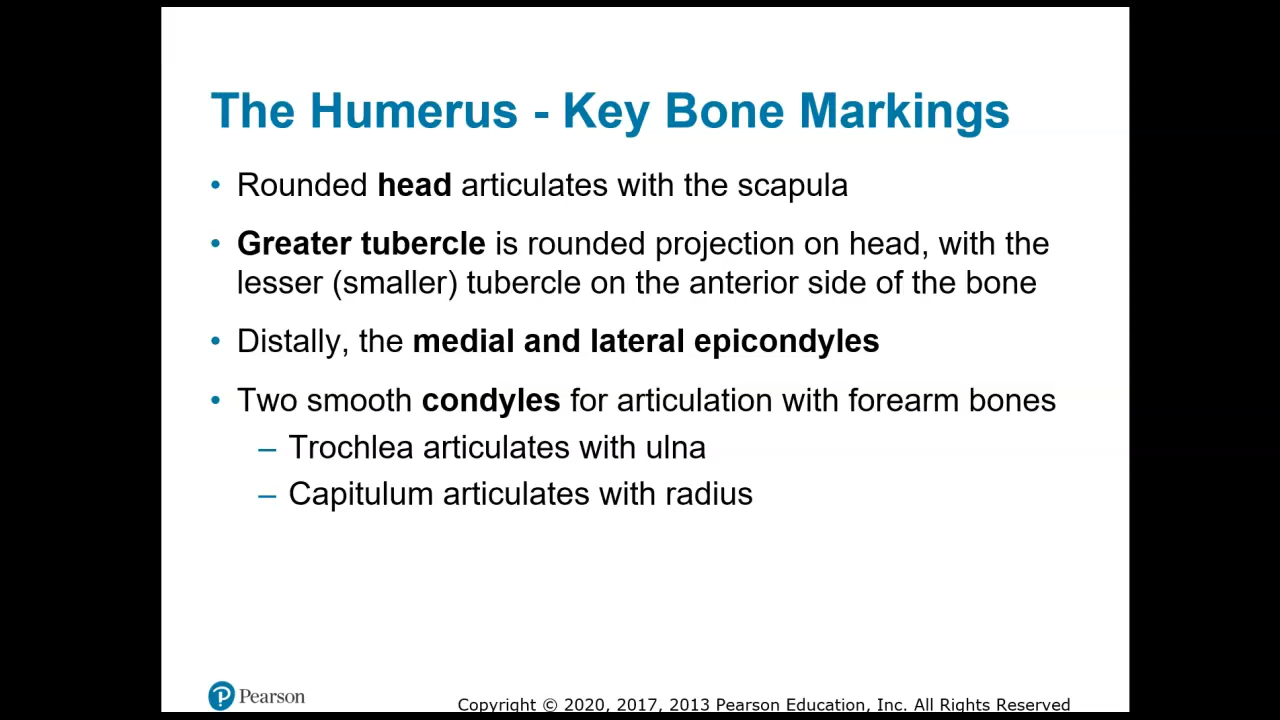 The Humerus - Key Bone Markings
• Rounded head articulates with the scapula
• Greater tubercle is rounded projection on head, with the
lesser (smaller) tubercle on the anterior side of the bone
• Distally, the medial and lateral epicondyles
• Two smooth condyles for articulation with forearm bones
– Trochlea articulates with ulna
– Capitulum articulates with radius
Pearson
Copyright © 2020, 2017, 2013 Pearson Education, Inc. All Rights Reserved